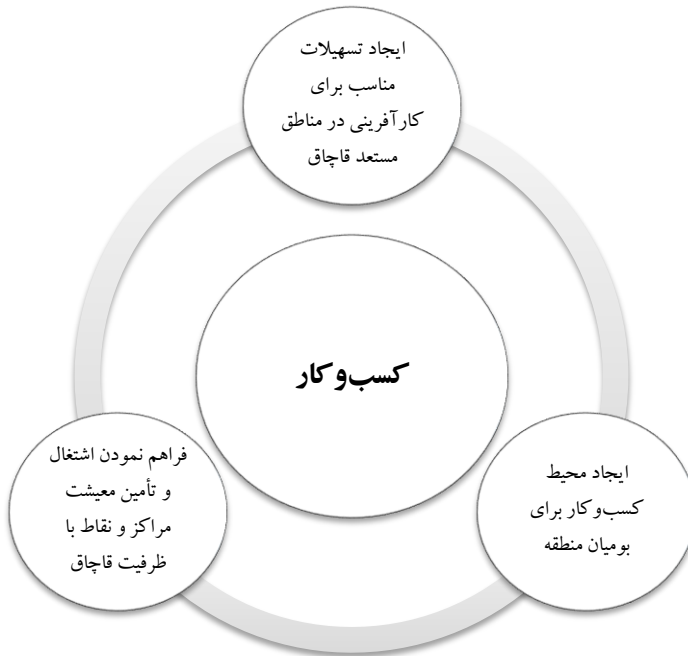 ایجاد تسهیلات
مناسب برای
کارآفرینی در مناطق
مستعد قاچاق
کسب‌وکار
ایجاد محیط
کسب‌وکار برای
بومیان منطقه
فراهم نمودن اشتغال
و تأمین معیشت
مراکز و نقاط با
ظرفیت قاچاق